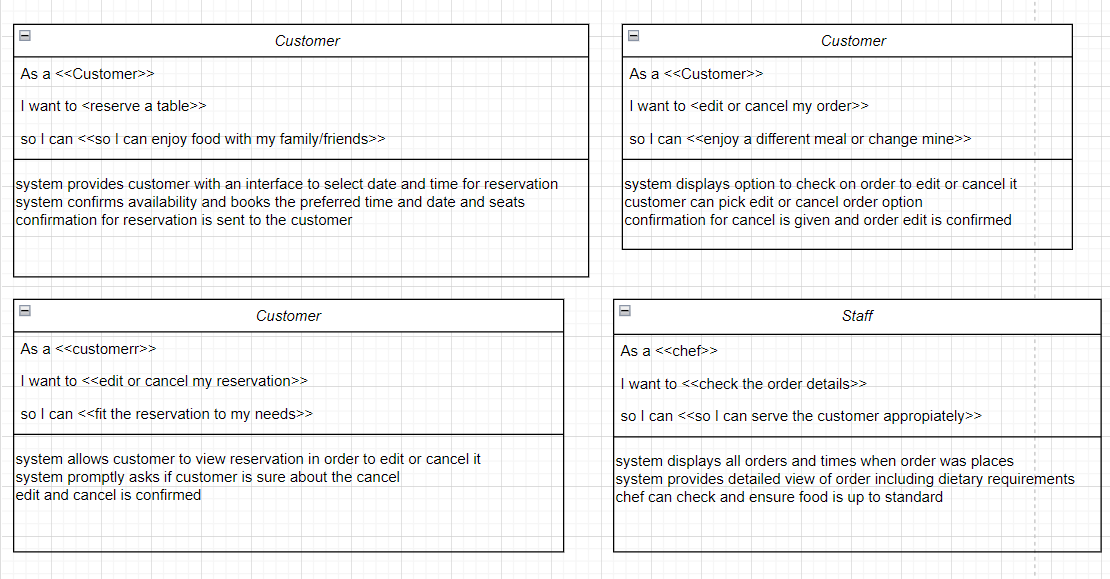 Customer
As a <<Customer>>
I want to <reserve a table>>
so I can <<so I can enjoy food with my family/friends>>
system provides customer with an interface to select date and time for reservation
system confirms availability and books the preferred time and date and seats
confirmation for reservation is sent to the customer
Customer
As a <<Customer>>
I want to <edit or cancel my order>>
so I can <<enjoy a different meal or change mine>>
system displays option to check on order to edit or cancel it
customer can pick edit or cancel order option
confirmation for cancel is given and order edit is confirmed
Customer
As a <<customerr>>
I want to <<edit or cancel my reservation>>
so I can <<fit the reservation to my needs>>
system allows customer to view reservation in order to edit or cancel it
system promptly asks if customer is sure about the cancel
edit and cancel is confirmed
Staff
As a <<chef>>
I want to <<check the order details>>
so I can <<so I can serve the customer appropiately>>
system displays all orders and times when order was places
system provides detailed view of order including dietary requirements
chef can check and ensure food is up to standard